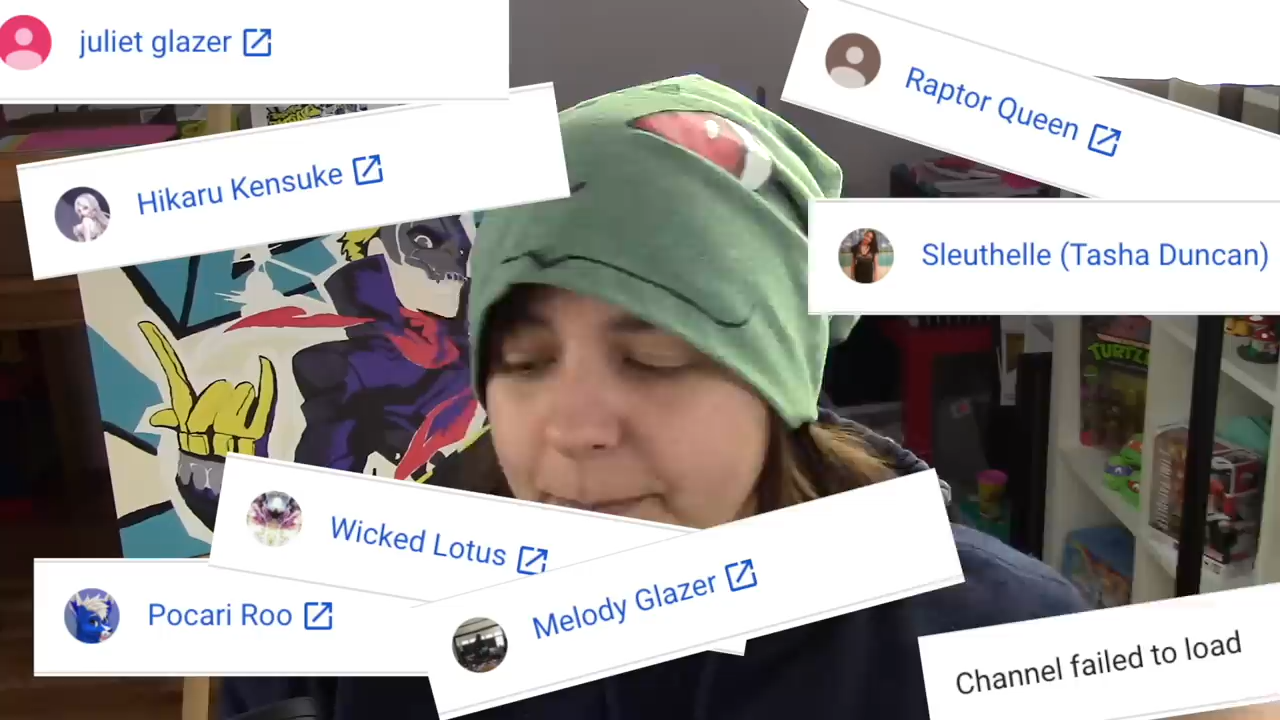 juliet glazer
Raptor Queen
Hikaru Kensuke
Sleuthelle (Tasha Duncan)
TURTLE
Wicked Lotus
Pocari Roo
Melody Glazer
Channel failed to load